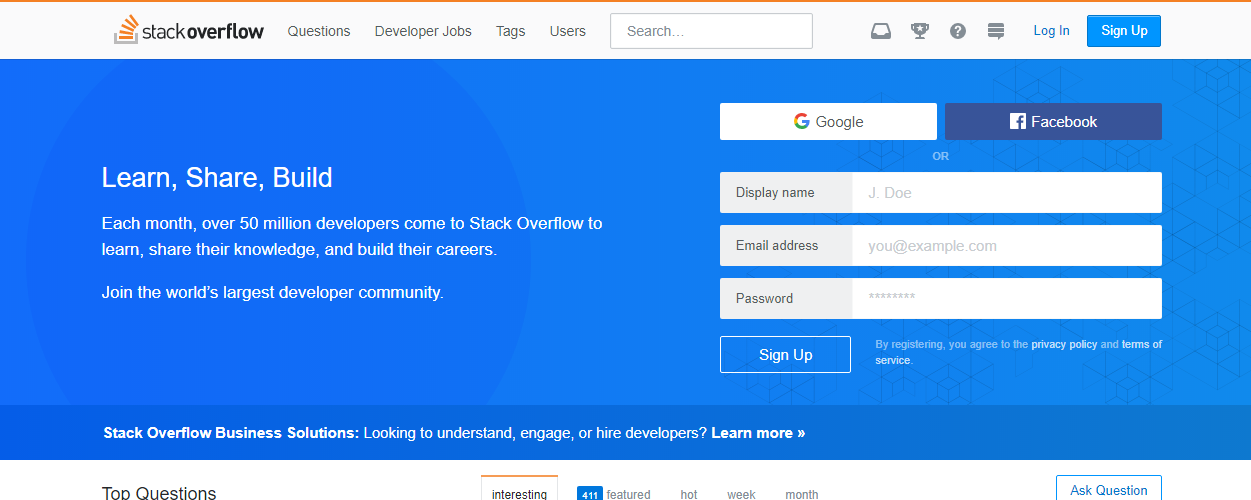 stackoverflow Questions Developer Jobs Tags Users Search... ? Log In Sign Up
Google Facebook
OR
Learn, Share, Build
Each month, over 50 million developers come to Stack Overflow to
learn, share their knowledge, and build their careers.
Join the world's largest developer community.
Display name J. Doe
Email address you@example.com
Password ********
Sign Up
By registering, you agree to the privacy policy and terms of
service.
Stack Overflow Business Solutions: Looking to understand, engage, or hire developers? Learn more »
Top Questions interesting 411 featured hot week month Ask Question